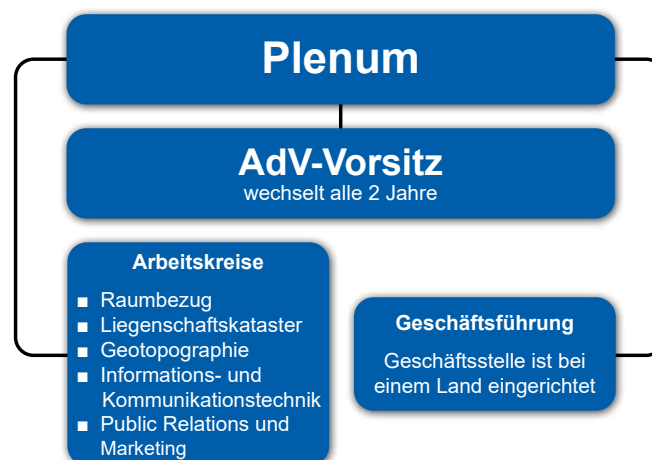 Plenum
AdV-Vorsitz
wechselt alle 2 Jahre
Arbeitskreise
■ Raumbezug
■ Liegenschaftskataster
■ Geotopographie
■ Informations- und
Kommunikationstechnik
■ Public Relations und
Marketing
Geschäftsführung
Geschäftsstelle ist bei
einem Land eingerichtet